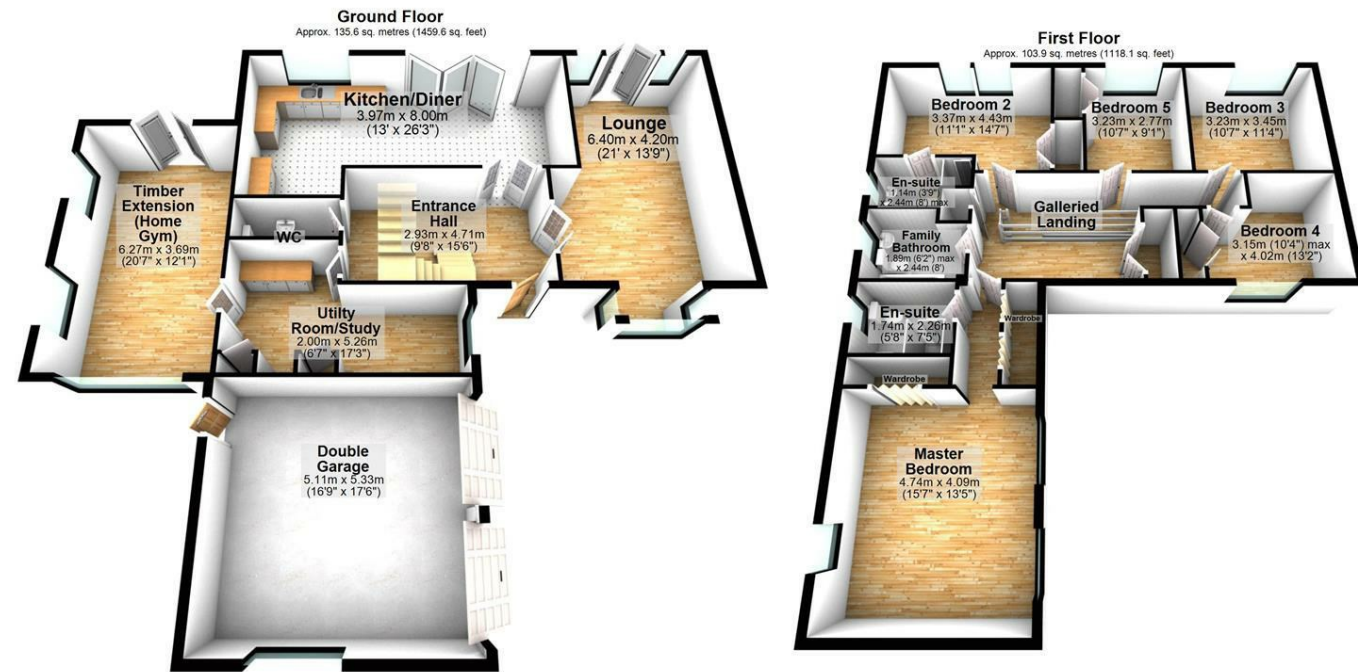 Ground Floor
Approx. 135.6 sq. metres (1459.6 sq. feet)
Kitchen/Diner
3.97m x 8.00m
(13' x 26'3")
Lounge
6.40m x 4.20m
(21' x 13'9")
Timber
Extension
(Home
Gym)
6.27m x 3.69m
(20'7" x 12'1")
WC
Entrance
Hall
2.93m x 4.71m
(9'8" x 15'6")
Utilty
Room/Study
2.00m x 5.26m
(6'7" x 17'3")
Double
Garage
5.11m x 5.33m
(16'9" x 17'6")
First Floor
Approx. 103.9 sq. metres (1118.1 sq. feet)
Bedroom 2
3.37m x 4.43m
(11'1" x 14'7")
Bedroom 5
3.23m x 2.77m
(10'7" x 9'1")
Bedroom 3
3.23m x 3.45m
(10'7" x 11'4")
En-suite
1.14m (3'9")
x 2.44m (8') max
Galleried
Landing
Family
Bathroom
1.89m (6'2") max
x 2.44m (8')
Bedroom 4
3.15m (10'4") max
x 4.02m (13'2")
En-suite
1.74m x 2.26m
(5'8" x 7'5")
Wardrobe
Wardrobe
Master
Bedroom
4.74m x 4.09m
(15'7" x 13'5")